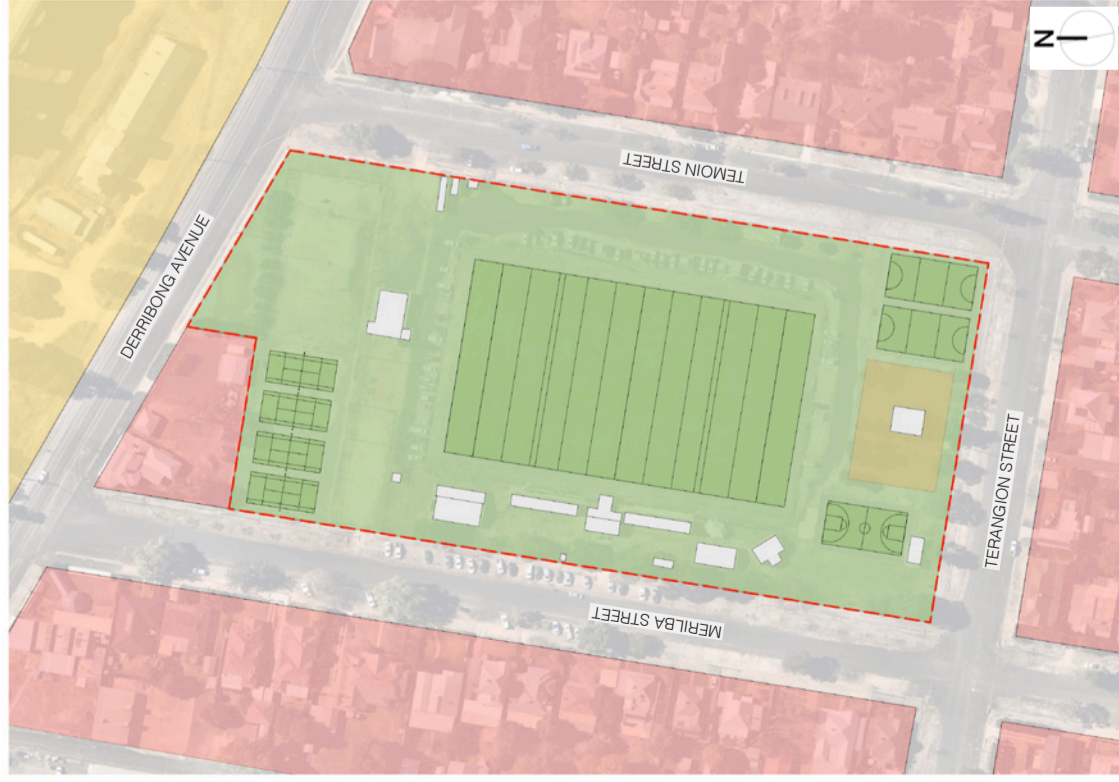 N
DERRIBONG AVENUE
TEMOIN STREET
MERILBA STREET
TERANGION STREET